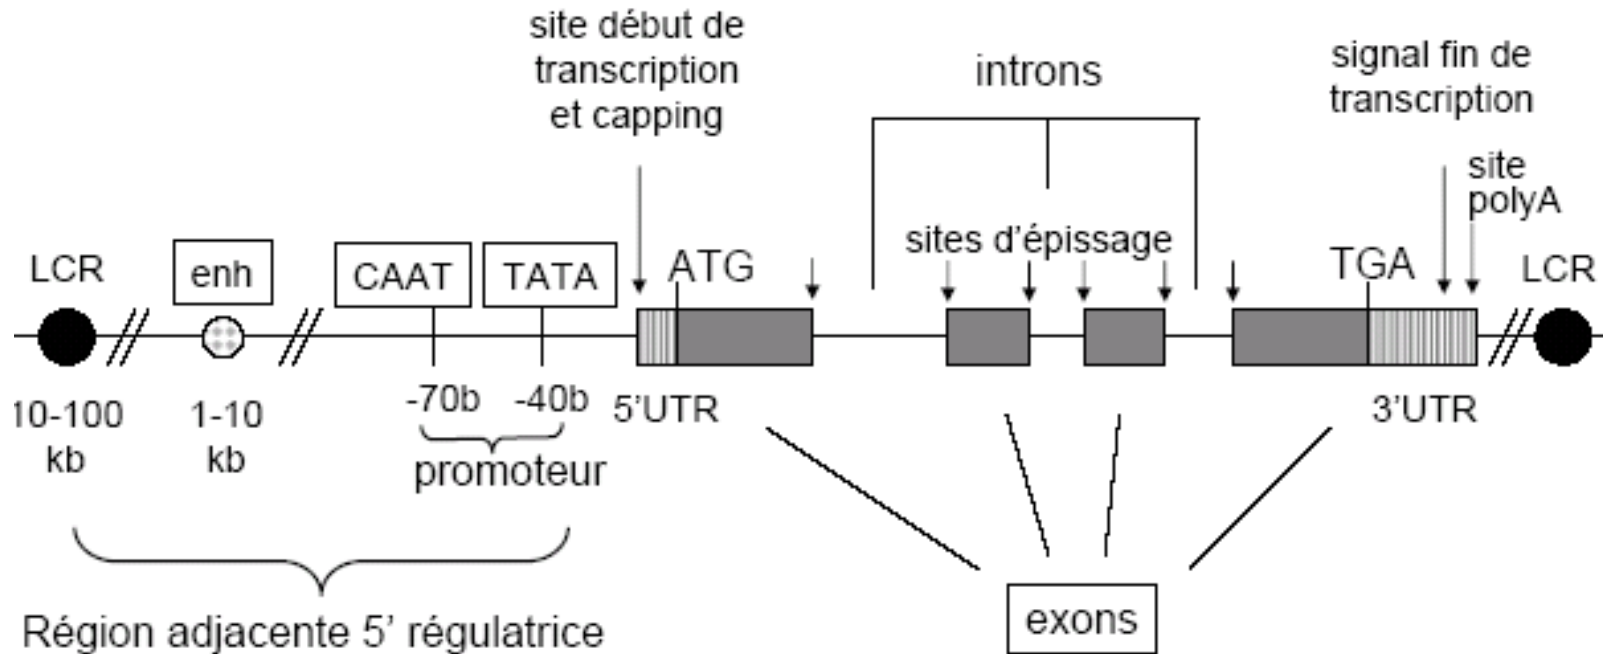 site début de
transcription
et capping
introns
signal fin de
transcription
site
polyA
sites d'épissage
LCR
enh
CAAT
TATA
ATG
TGA
LCR
10-100
kb
1-10
kb
-70b
-40b
5'UTR
3'UTR
promoteur
Région adjacente 5' régulatrice
exons